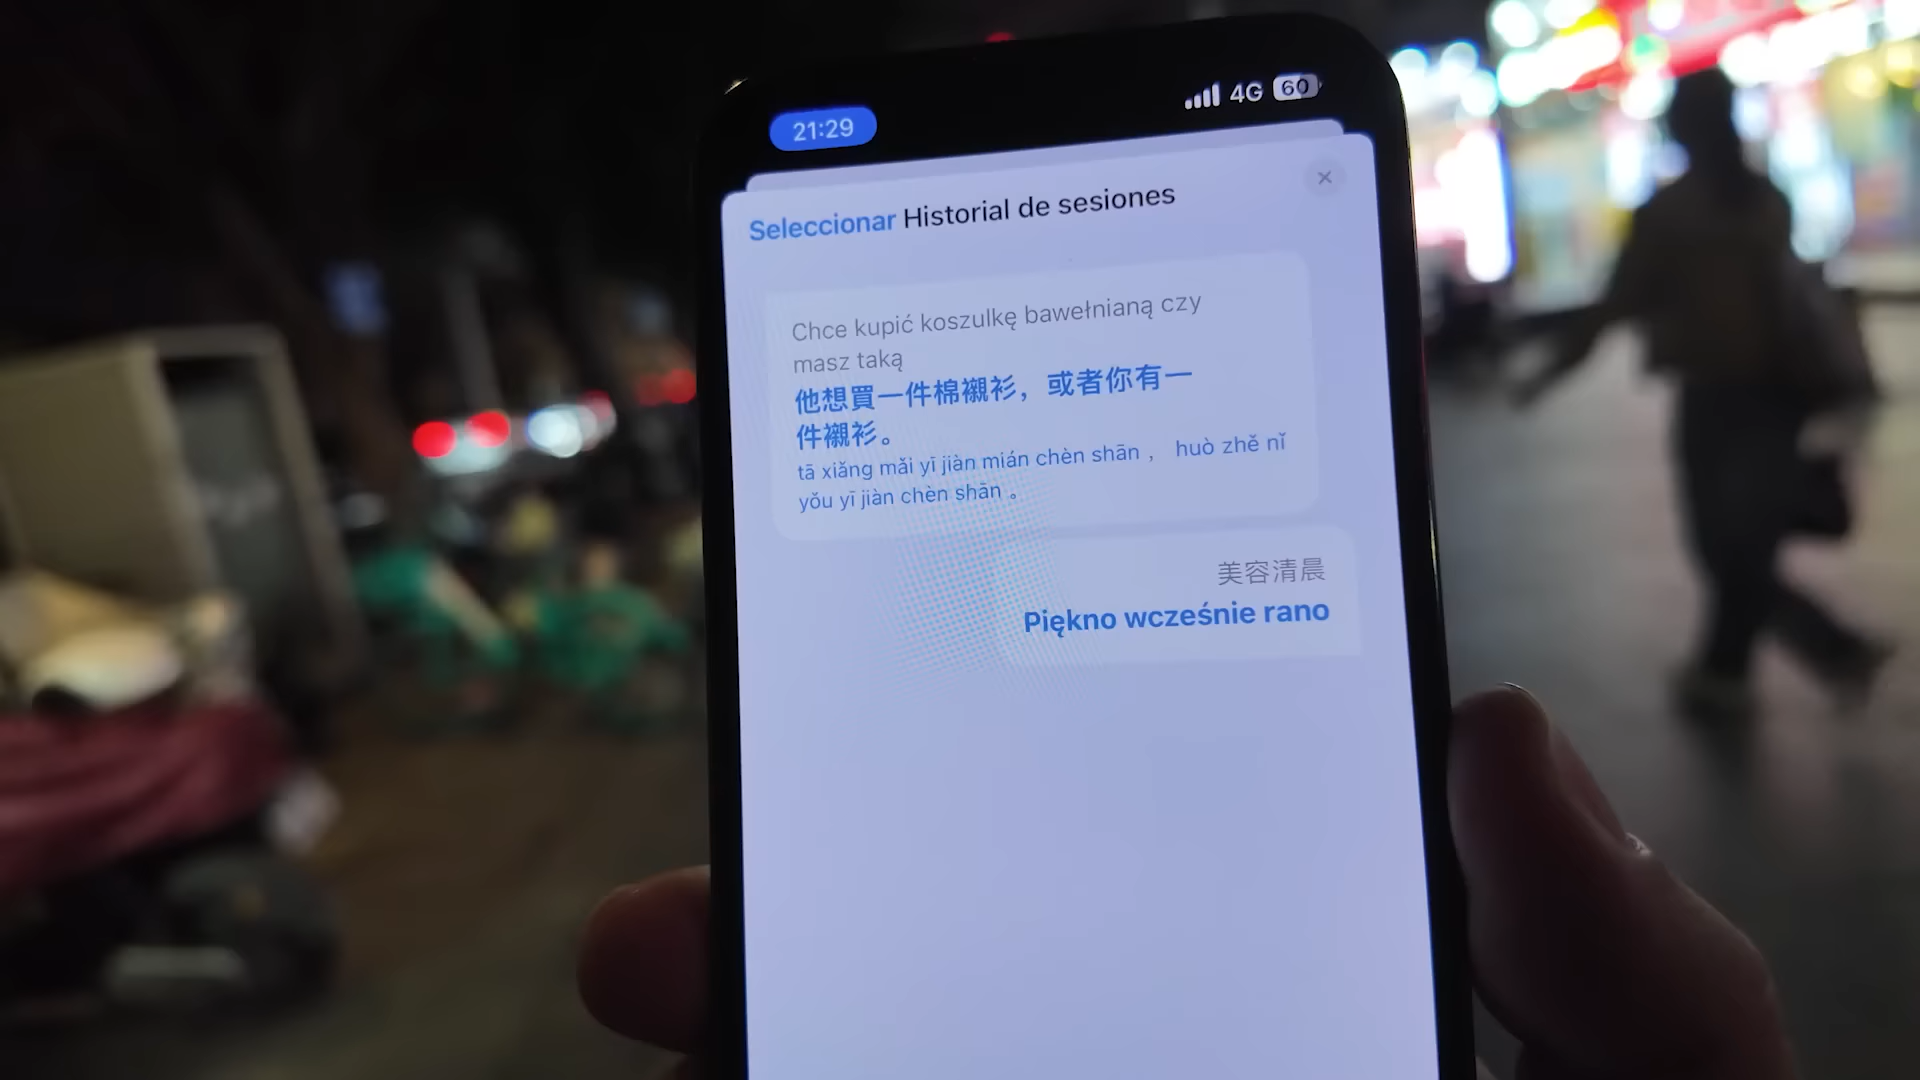 21:29
4G 60
Seleccionar Historial de sesiones
Chce kupić koszulkę bawełnianą czy
masz taką
他想買一件棉襯衫，或者你有一
件襯衫。
tā xiǎng mǎi yī jiàn mián chèn shān， huò zhě nǐ
yǒu yī jiàn chèn shān 。
美容清晨
Piękno wcześnie rano